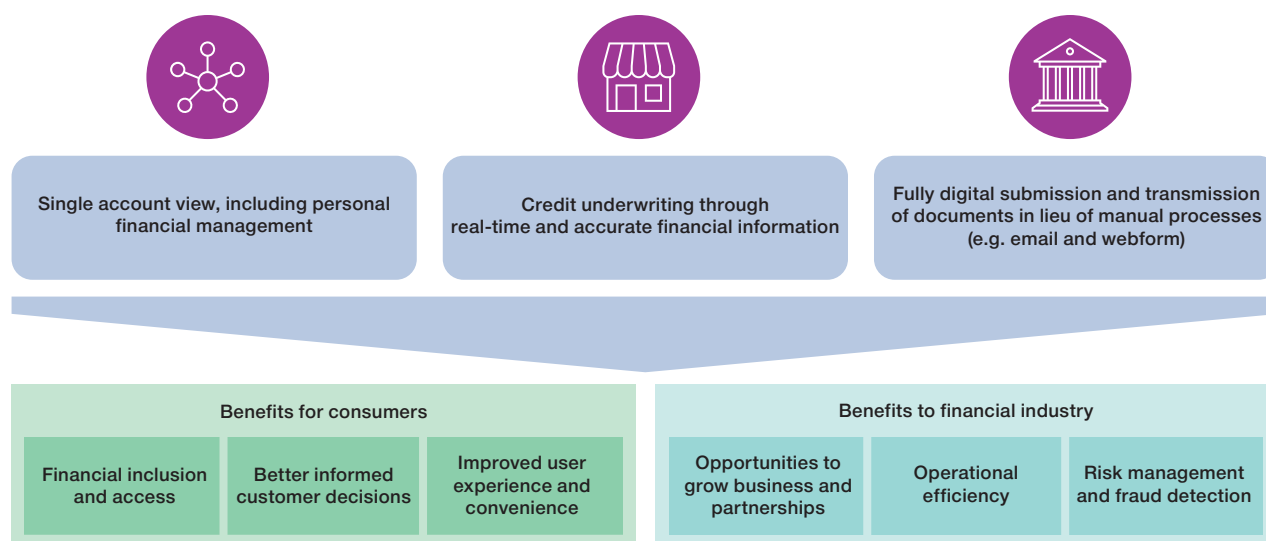 Single account view, including personal
financial management
Credit underwriting through
real-time and accurate financial information
Fully digital submission and transmission
of documents in lieu of manual processes
(e.g. email and webform)
Benefits for consumers
Financial inclusion
and access
Better informed
customer decisions
Improved user
experience and
convenience
Benefits to financial industry
Opportunities to
grow business and
partnerships
Operational
efficiency
Risk management
and fraud detection